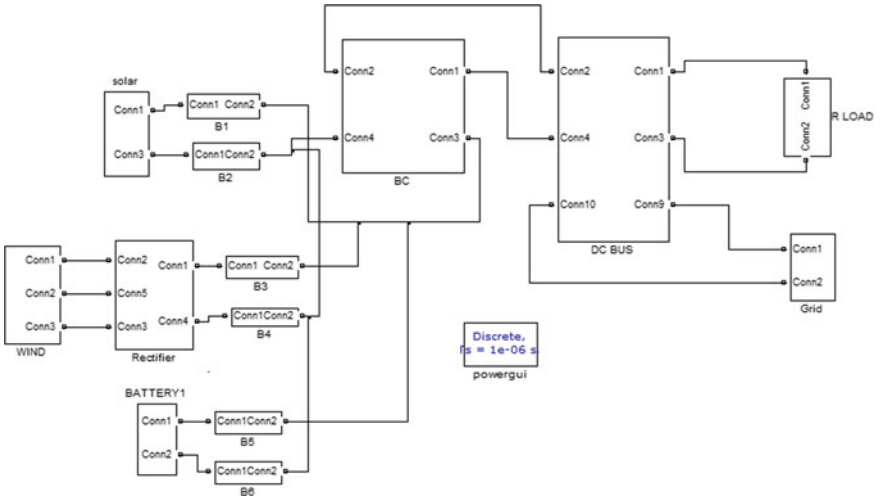 solar
Conn1
Conn3
Conn1 Conn2
B1
Conn1Conn2
B2
Conn2
Conn1
Conn4
Conn3
BC
Conn2
Conn1
Conn4
Conn3
Conn10
Conn9
DC BUS
Conn1
Conn2
R LOAD
Conn1
Conn2
Grid
Conn1
Conn2
Conn3
WIND
Conn2
Conn1
Conn5
Conn3
Conn4
Rectifier
Conn1 Conn2
B3
Conn1Conn2
B4
Discrete,
Ts = 1e-06 s.
powergui
BATTERY1
Conn1
Conn2
Conn1Conn2
B5
Conn1Conn2
B6